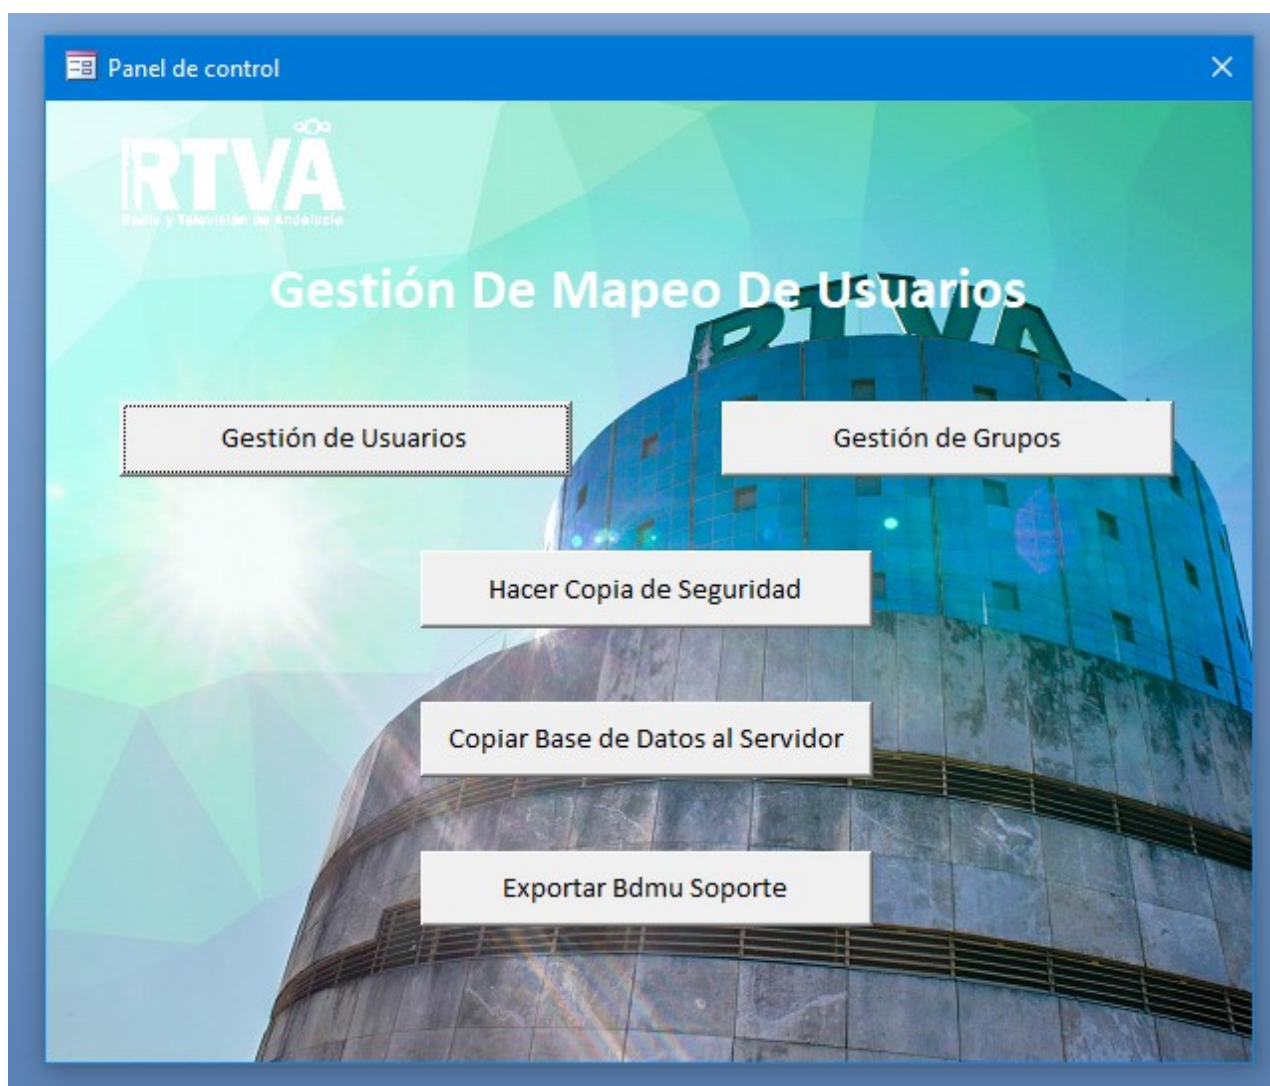 Panel de control
RTVA
Radio y Televisión de Andalucía
Gestión De Mapeo De Usuarios
RTVA
Gestión de Usuarios
Gestión de Grupos
Hacer Copia de Seguridad
Copiar Base de Datos al Servidor
Exportar Bdmu Soporte